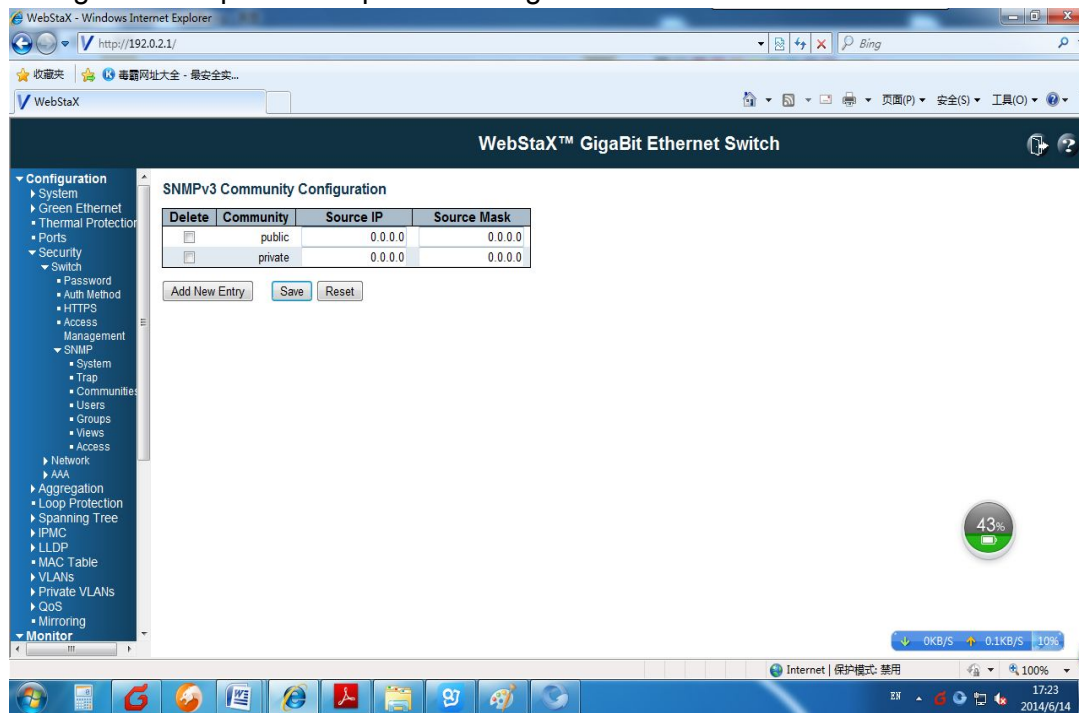 WebStaX - Windows Internet Explorer
http://192.0.2.1/
Bing
收藏夹
毒霸网址大全 - 最安全实...
WebStaX
页面(P)
安全(S)
工具(O)
WebStaX™ GigaBit Ethernet Switch
Configuration
System
Green Ethernet
Thermal Protection
Ports
Security
Switch
Password
Auth Method
HTTPS
Access
Management
SNMP
System
Trap
Communities
Users
Groups
Views
Access
Network
AAA
Aggregation
Loop Protection
Spanning Tree
IPMC
LLDP
MAC Table
VLANs
Private VLANs
QoS
Mirroring
Monitor
SNMPv3 Community Configuration
Delete Community Source IP Source Mask
public 0.0.0.0 0.0.0.0
private 0.0.0.0 0.0.0.0
Add New Entry Save Reset
43%
0KB/S 0.1KB/S 10%
Internet | 保护模式: 禁用
100%
EN
17:23
2014/6/14